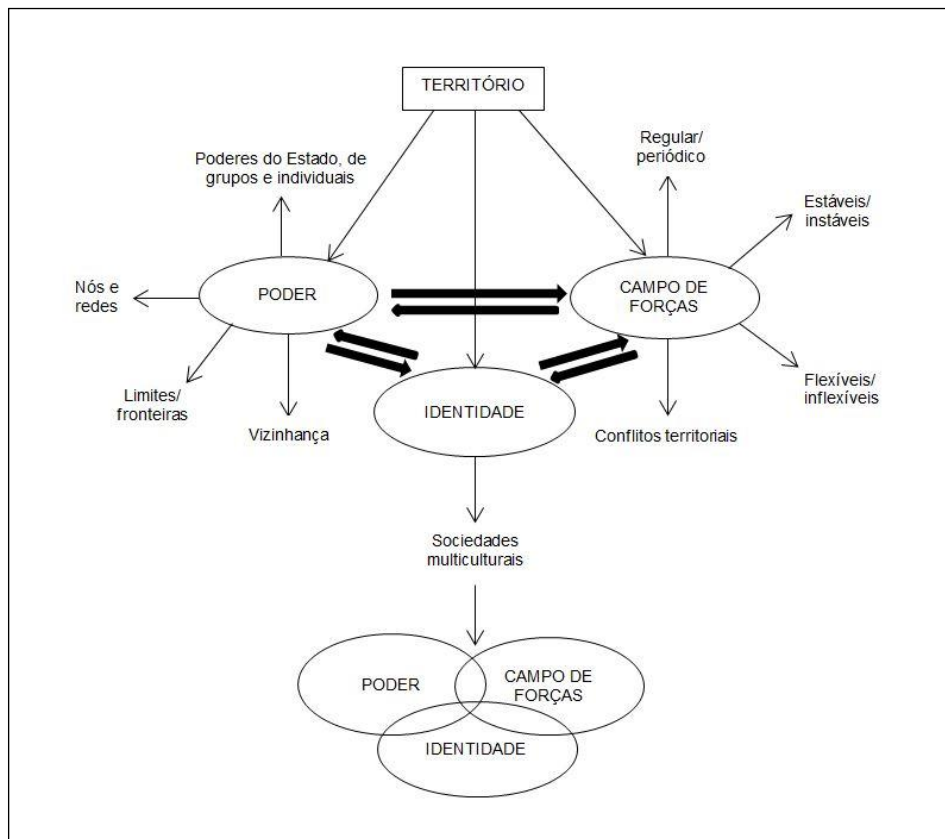 TERRITÓRIO
Poderes do Estado, de
grupos e individuais
Regular/
periódico
Estáveis/
instáveis
Nós e
redes
PODER
CAMPO DE
FORÇAS
Limites/
fronteiras
Vizinhança
IDENTIDADE
Conflitos territoriais
Flexíveis/
inflexíveis
Sociedades
multiculturais
PODER
CAMPO DE
FORÇAS
IDENTIDADE